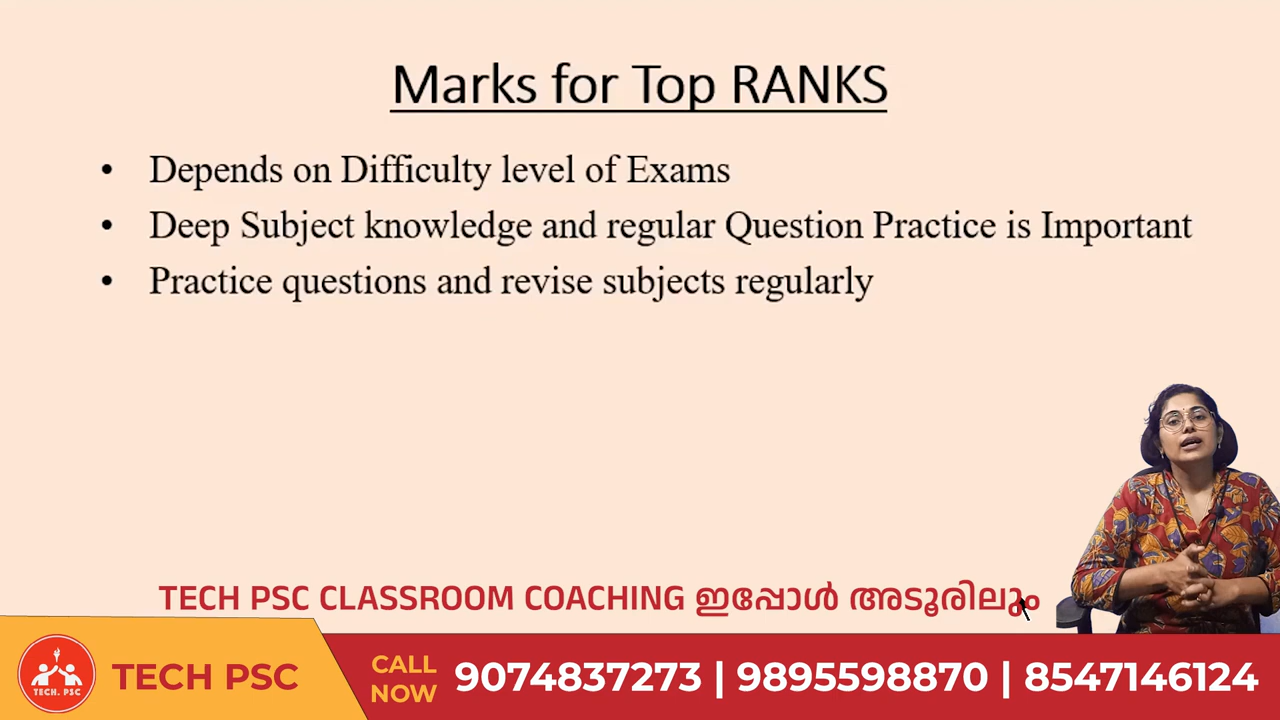 Marks for Top RANKS
• Depends on Difficulty level of Exams
• Deep Subject knowledge and regular Question Practice is Important
• Practice questions and revise subjects regularly
TECH PSC CLASSROOM COACHING ഇപ്പോൾ അടൂരിലും
TECH. PSC
TECH PSC
CALL NOW
9074837273 | 9895598870 | 8547146124